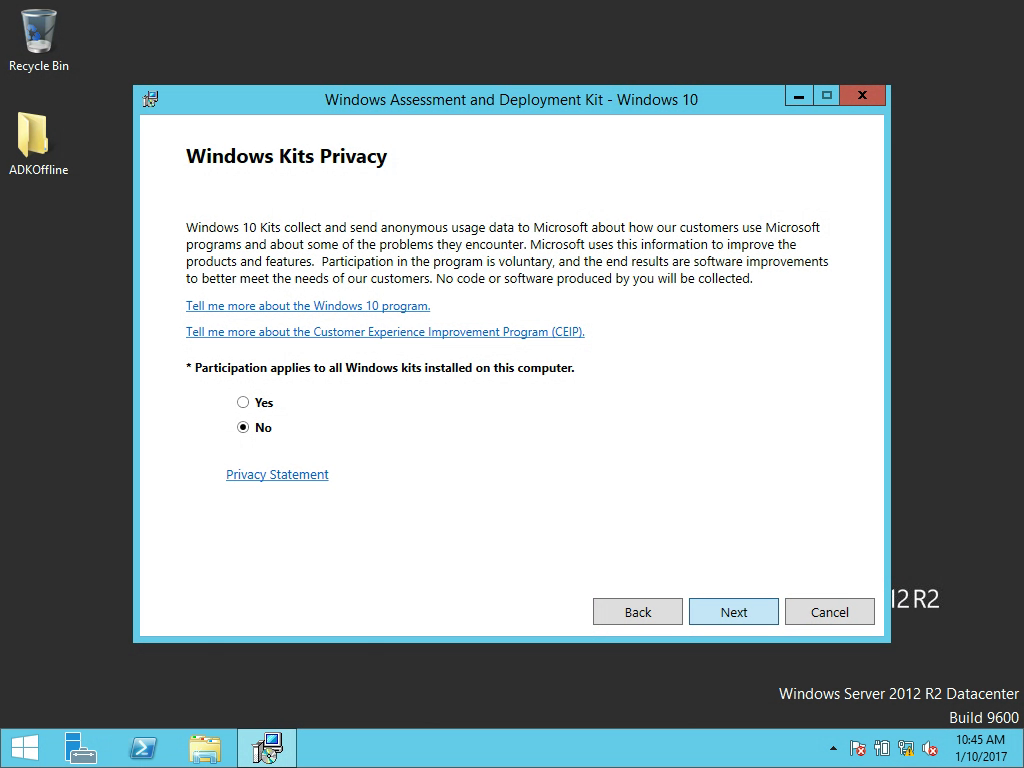 Recycle Bin
ADKOffline
Windows Assessment and Deployment Kit - Windows 10
Windows Kits Privacy
Windows 10 Kits collect and send anonymous usage data to Microsoft about how our customers use Microsoft
programs and about some of the problems they encounter. Microsoft uses this information to improve the
products and features.  Participation in the program is voluntary, and the end results are software improvements
to better meet the needs of our customers. No code or software produced by you will be collected.
Tell me more about the Windows 10 program.
Tell me more about the Customer Experience Improvement Program (CEIP).
* Participation applies to all Windows kits installed on this computer.
Yes
No
Privacy Statement
Back
Next
Cancel
12 R2
Windows Server 2012 R2 Datacenter
Build 9600
10:45 AM
1/10/2017